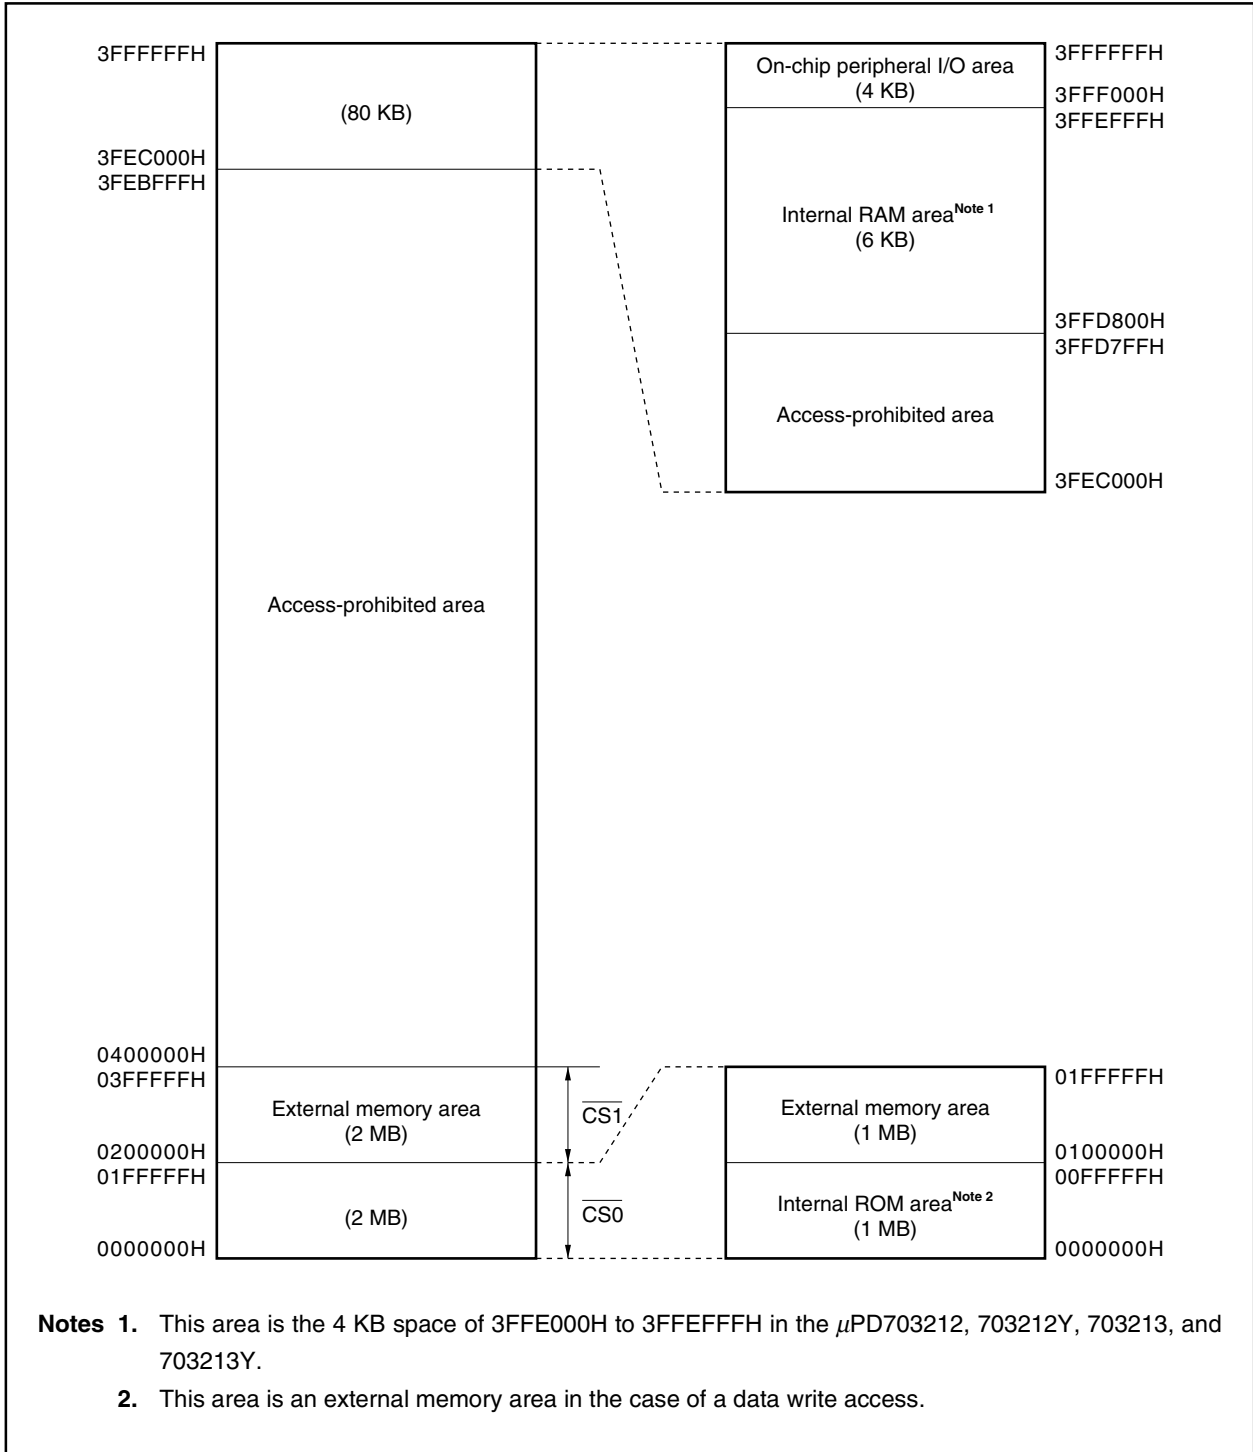 3FFFFFFH
(80 KB)
3FEC000H
3FEBFFFH
Access-prohibited area
0400000H
03FFFFFH
External memory area
(2 MB)
CS1
0200000H
01FFFFFH
(2 MB)
CS0
0000000H
On-chip peripheral I/O area
(4 KB)
3FFFFFFH
3FFF000H
3FFEFFFH
Internal RAM areaNote 1
(6 KB)
3FFD800H
3FFD7FFH
Access-prohibited area
3FEC000H
01FFFFFH
External memory area
(1 MB)
0100000H
00FFFFFH
Internal ROM areaNote 2
(1 MB)
0000000H
Notes 1. This area is the 4 KB space of 3FFE000H to 3FFEFFFH in the μPD703212, 703212Y, 703213, and
703213Y.
2. This area is an external memory area in the case of a data write access.